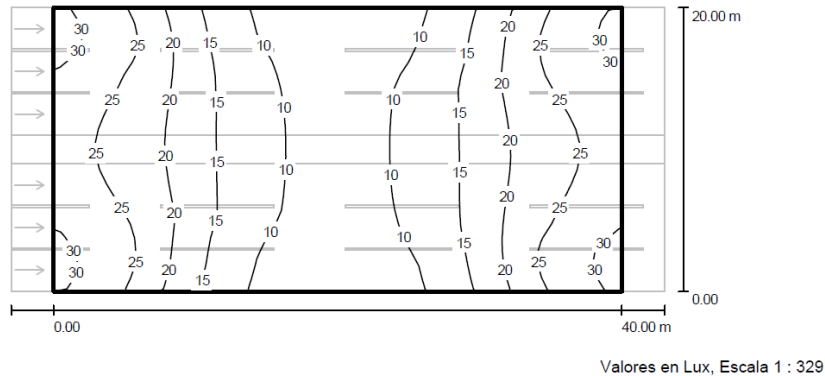 30 25 20 15 10 10 15 20 25 30 20.00 m
30 30
25 20 15 10 10 15 20 25
25 20 15 10 10 15 20 25
25 20 15 10 15 20 25
30 25 20 15 10 15 20 25 30
30 20 30
0.00
0.00 40.00 m
Valores en Lux, Escala 1 : 329